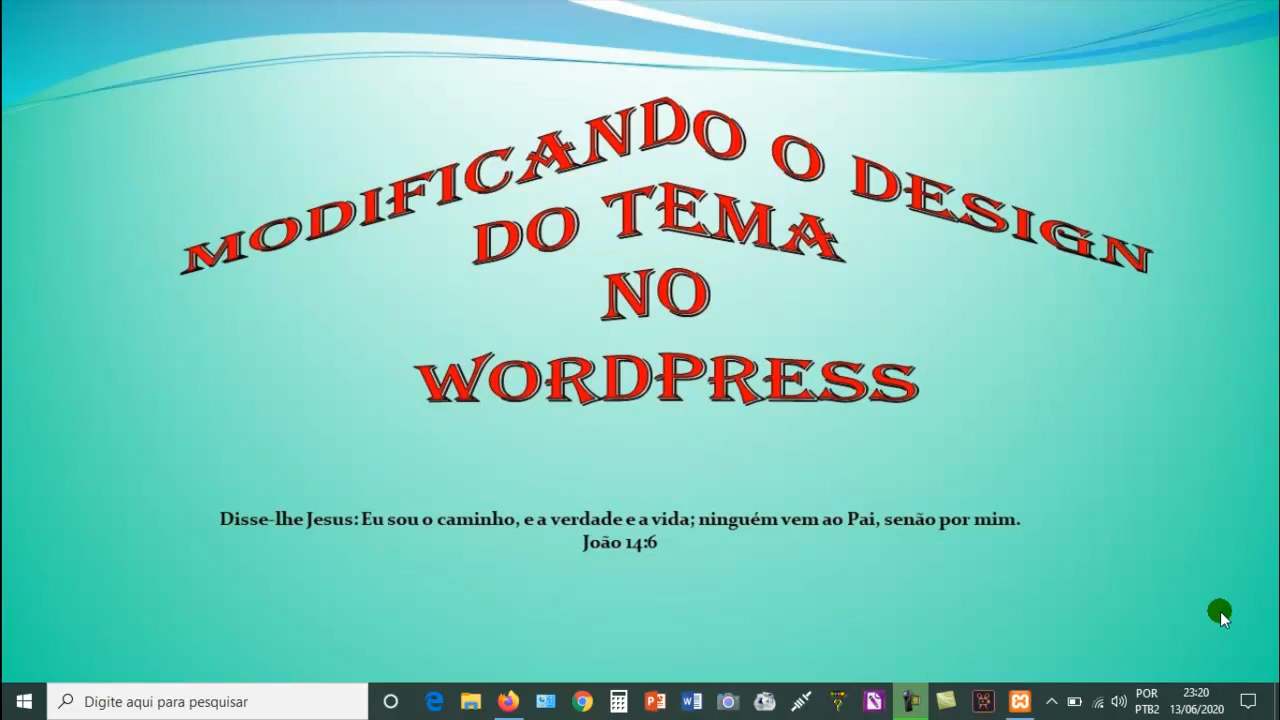 MODIFICANDO O DESIGN
DO TEMA
NO
WORDPRESS
Disse-lhe Jesus: Eu sou o caminho, e a verdade e a vida; ninguém vem ao Pai, senão por mim.
João 14:6
Digite aqui para pesquisar
POR
PTB2
23:20
13/06/2020